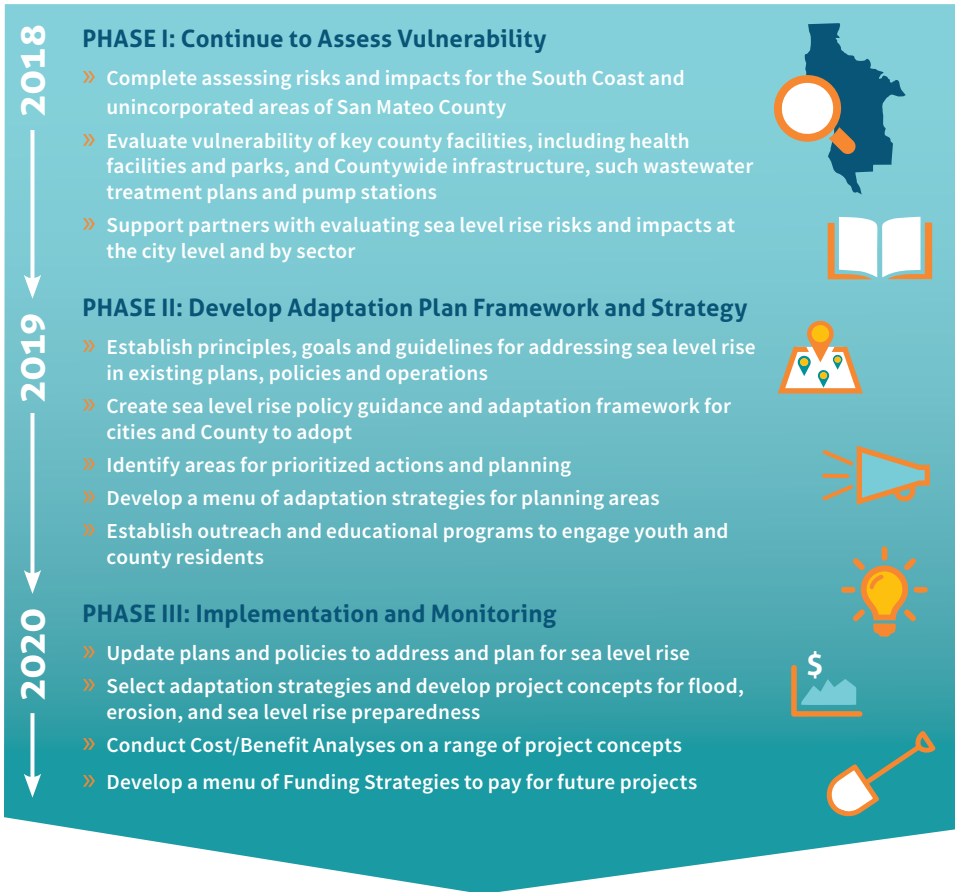 2018
PHASE I: Continue to Assess Vulnerability
» Complete assessing risks and impacts for the South Coast and
unincorporated areas of San Mateo County
» Evaluate vulnerability of key county facilities, including health
facilities and parks, and Countywide infrastructure, such wastewater
treatment plans and pump stations
» Support partners with evaluating sea level rise risks and impacts at
the city level and by sector
2019
PHASE II: Develop Adaptation Plan Framework and Strategy
» Establish principles, goals and guidelines for addressing sea level rise
in existing plans, policies and operations
» Create sea level rise policy guidance and adaptation framework for
cities and County to adopt
» Identify areas for prioritized actions and planning
» Develop a menu of adaptation strategies for planning areas
» Establish outreach and educational programs to engage youth and
county residents
2020
PHASE III: Implementation and Monitoring
» Update plans and policies to address and plan for sea level rise
» Select adaptation strategies and develop project concepts for flood,
erosion, and sea level rise preparedness
$
» Conduct Cost/Benefit Analyses on a range of project concepts
» Develop a menu of Funding Strategies to pay for future projects